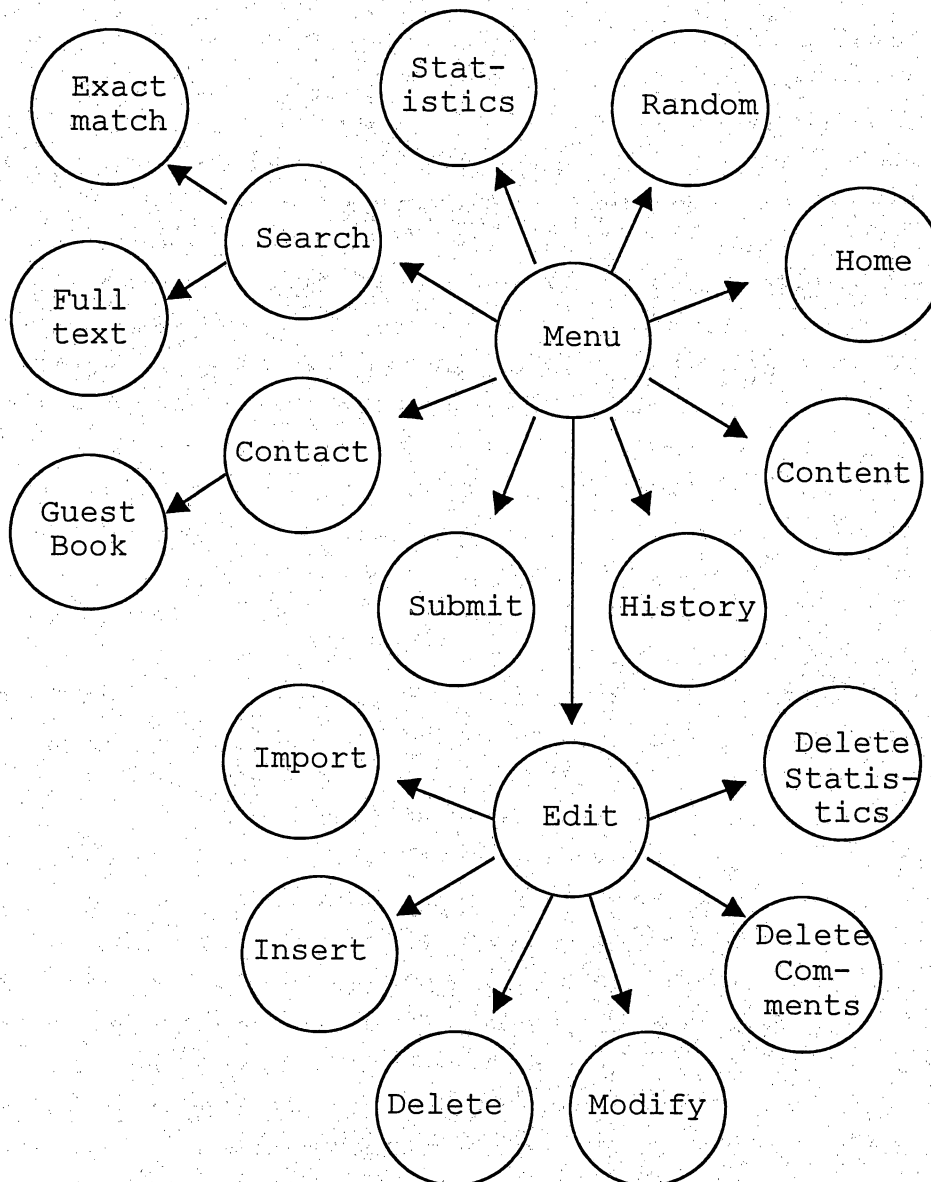 Exact
match
Stat-
istics
Random
Search
Home
Full
text
Menu
Contact
Content
Guest
Book
Submit
History
Import
Delete
Statis-
tics
Edit
Insert
Delete
Com-
ments
Delete
Modify